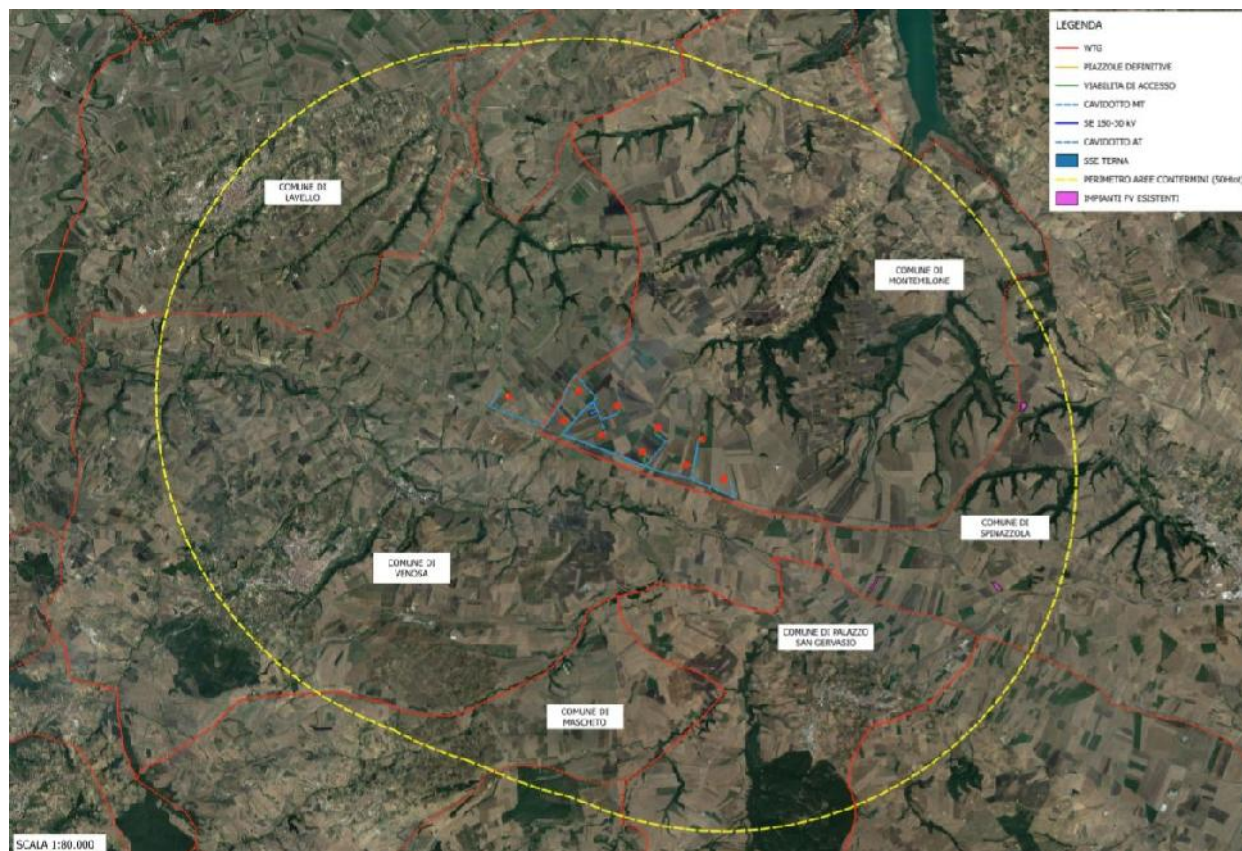 LEGENDA
WTG
PIAZZOLE DEFINITIVE
VIABILITA DI ACCESSO
CAVIDOTTO MT
SE 150-30 kV
CAVIDOTTO AT
SSE TERNA
PERIMETRO AREE CONTERMINI (50Htot)
IMPIANTI FV ESISTENTI
COMUNE DI
LAVELLO
COMUNE DI
MONTEMILONE
COMUNE DI
SPINAZZOLA
COMUNE DI
VENOSA
COMUNE DI PALAZZO
SAN GERVASIO
COMUNE DI
MASCHITO
SCALA 1:80.000